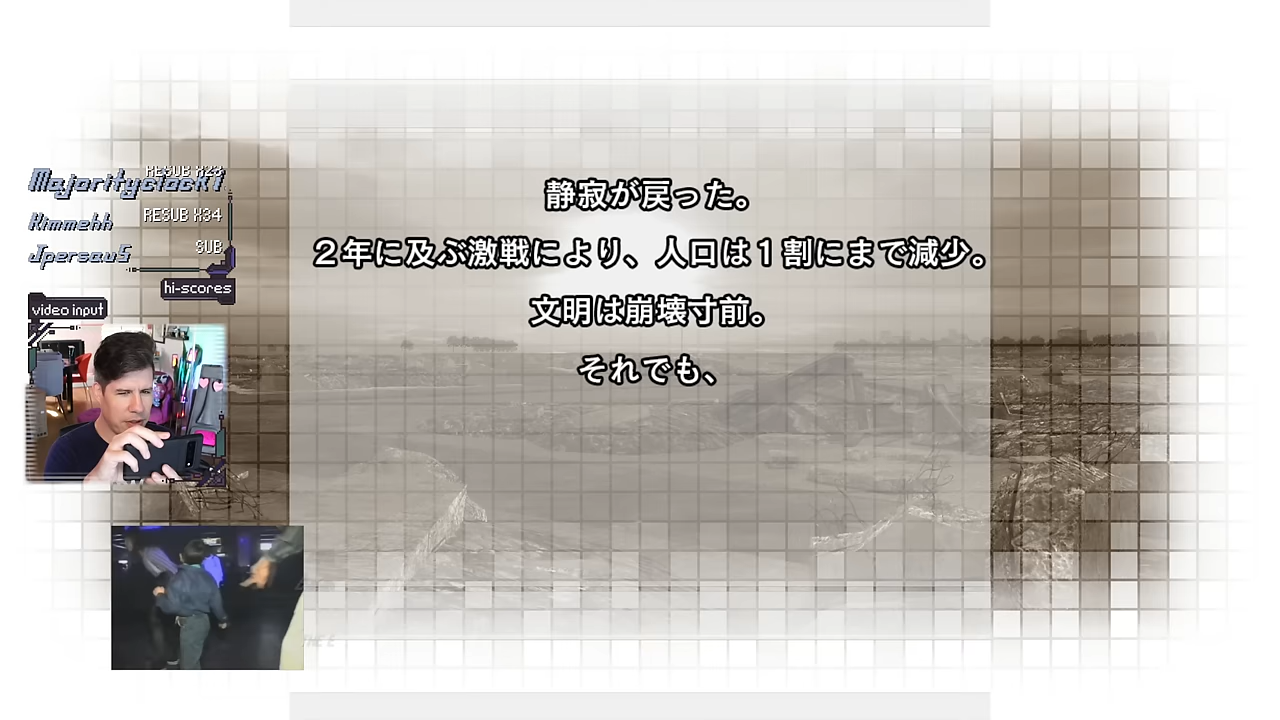 静寂が戻った。
２年に及ぶ激戦により、人口は１割にまで減少。
文明は崩壊寸前。
それでも、
RESUB X23
Majorityclock1
Kimmehh
RESUB X34
Jpersau5
SUB
hi-scores
video input